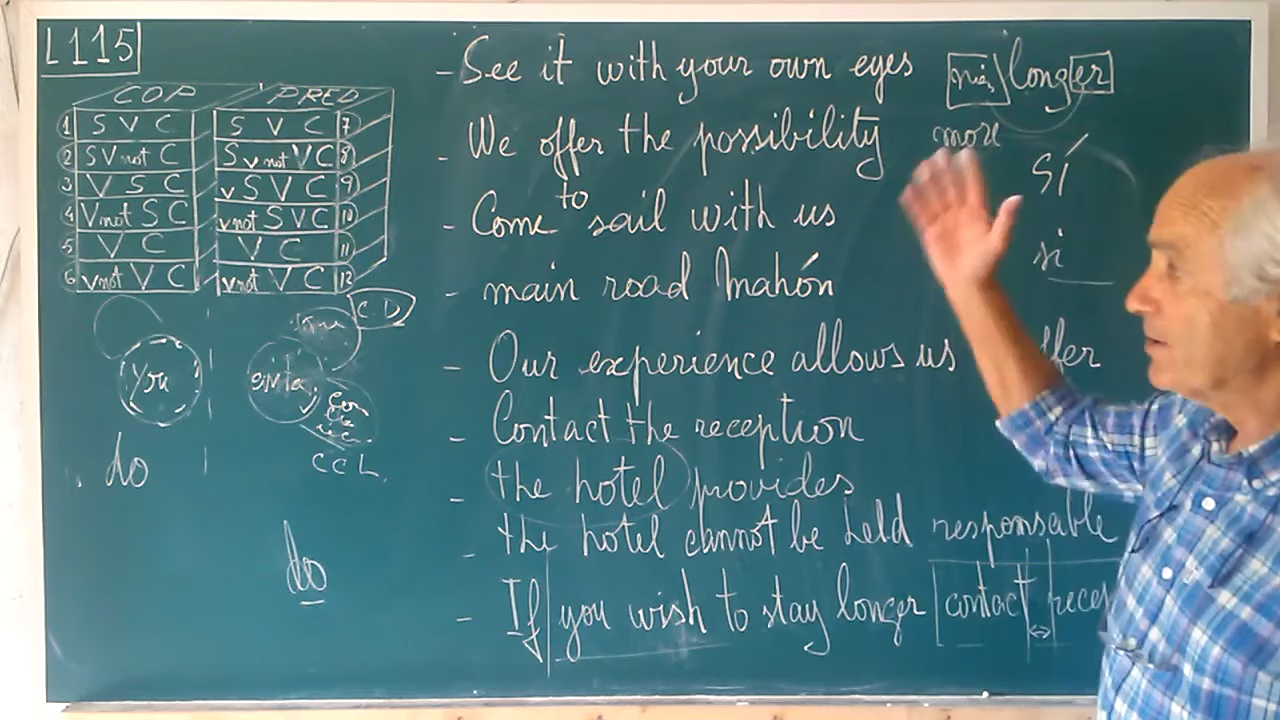 L115
COP PRED
1 S V C S V C 7
2 S V not C S v not V C 8
3 V S C v S V C 9
4 V not S C v not S V C 10
5 V C V C 11
6 v not V C v not V C 12
C D
You
C C L
do
do
- See it with your own eyes
- We offer the possibility
- Come to sail with us
- main road Mahón
- Our experience allows us ffer
- Contact the reception
- the hotel provides
- the hotel cannot be held responsable
- If you wish to stay longer contact recep
más longer
more
SÍ
si